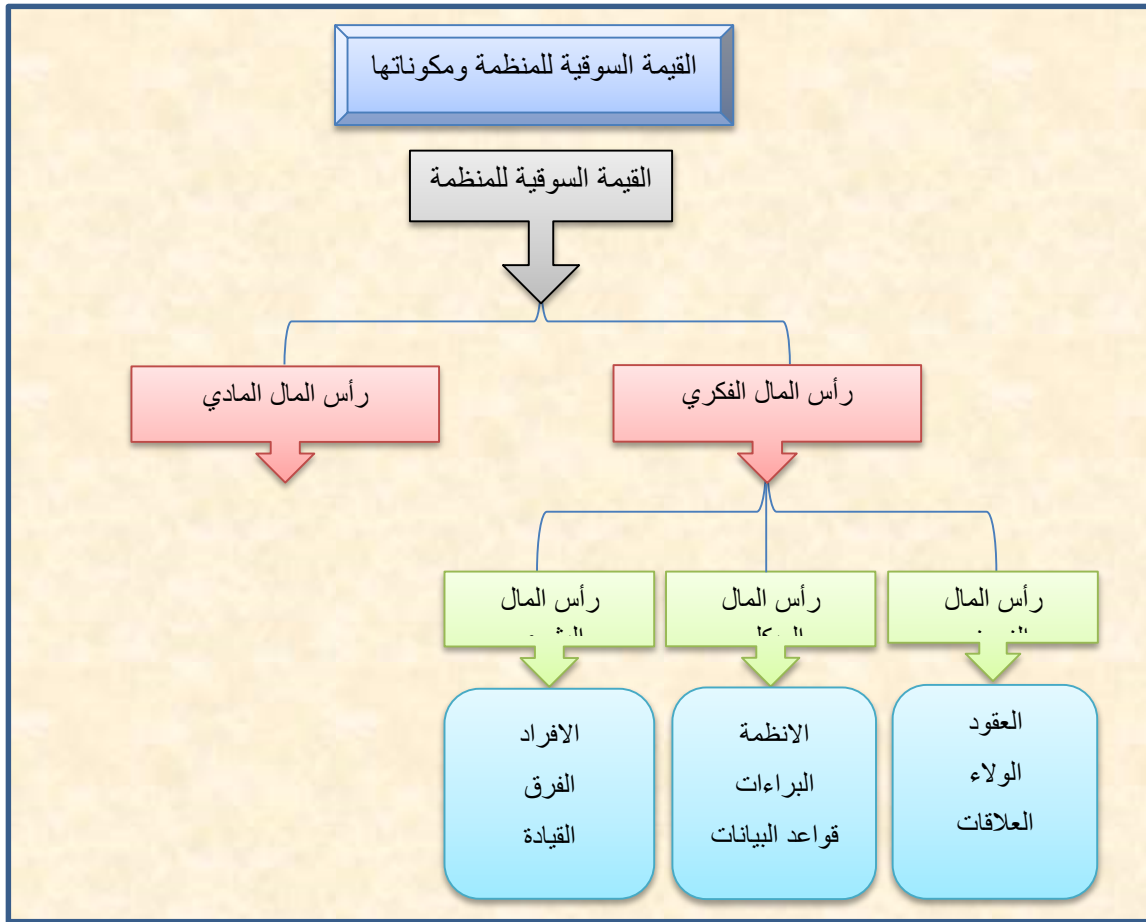 القيمة السوقية للمنظمة ومكوناتها
القيمة السوقية للمنظمة
رأس المال الفكري
رأس المال المادي
رأس المال
رأس المال
رأس المال
العقود
الولاء
العلاقات
الانظمة
البراءات
قواعد البيانات
الافراد
الفرق
القيادة